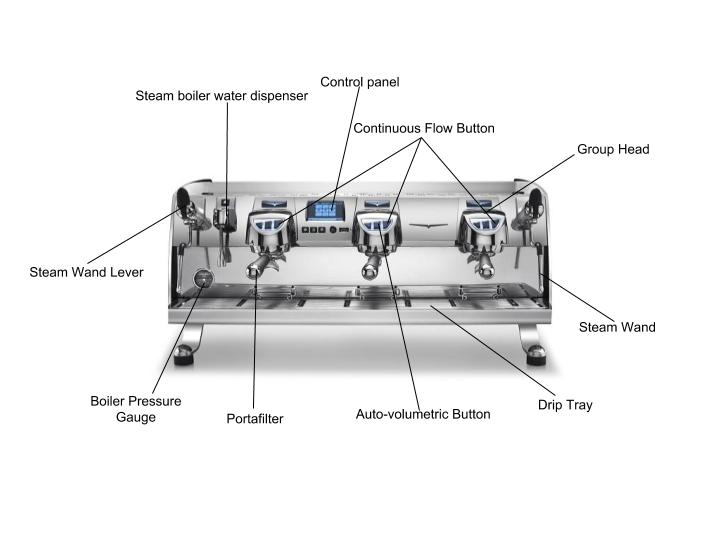 Control panel
Steam boiler water dispenser
Continuous Flow Button
Group Head
Steam Wand Lever
Steam Wand
Boiler Pressure
Gauge
Portafilter
Auto-volumetric Button
Drip Tray